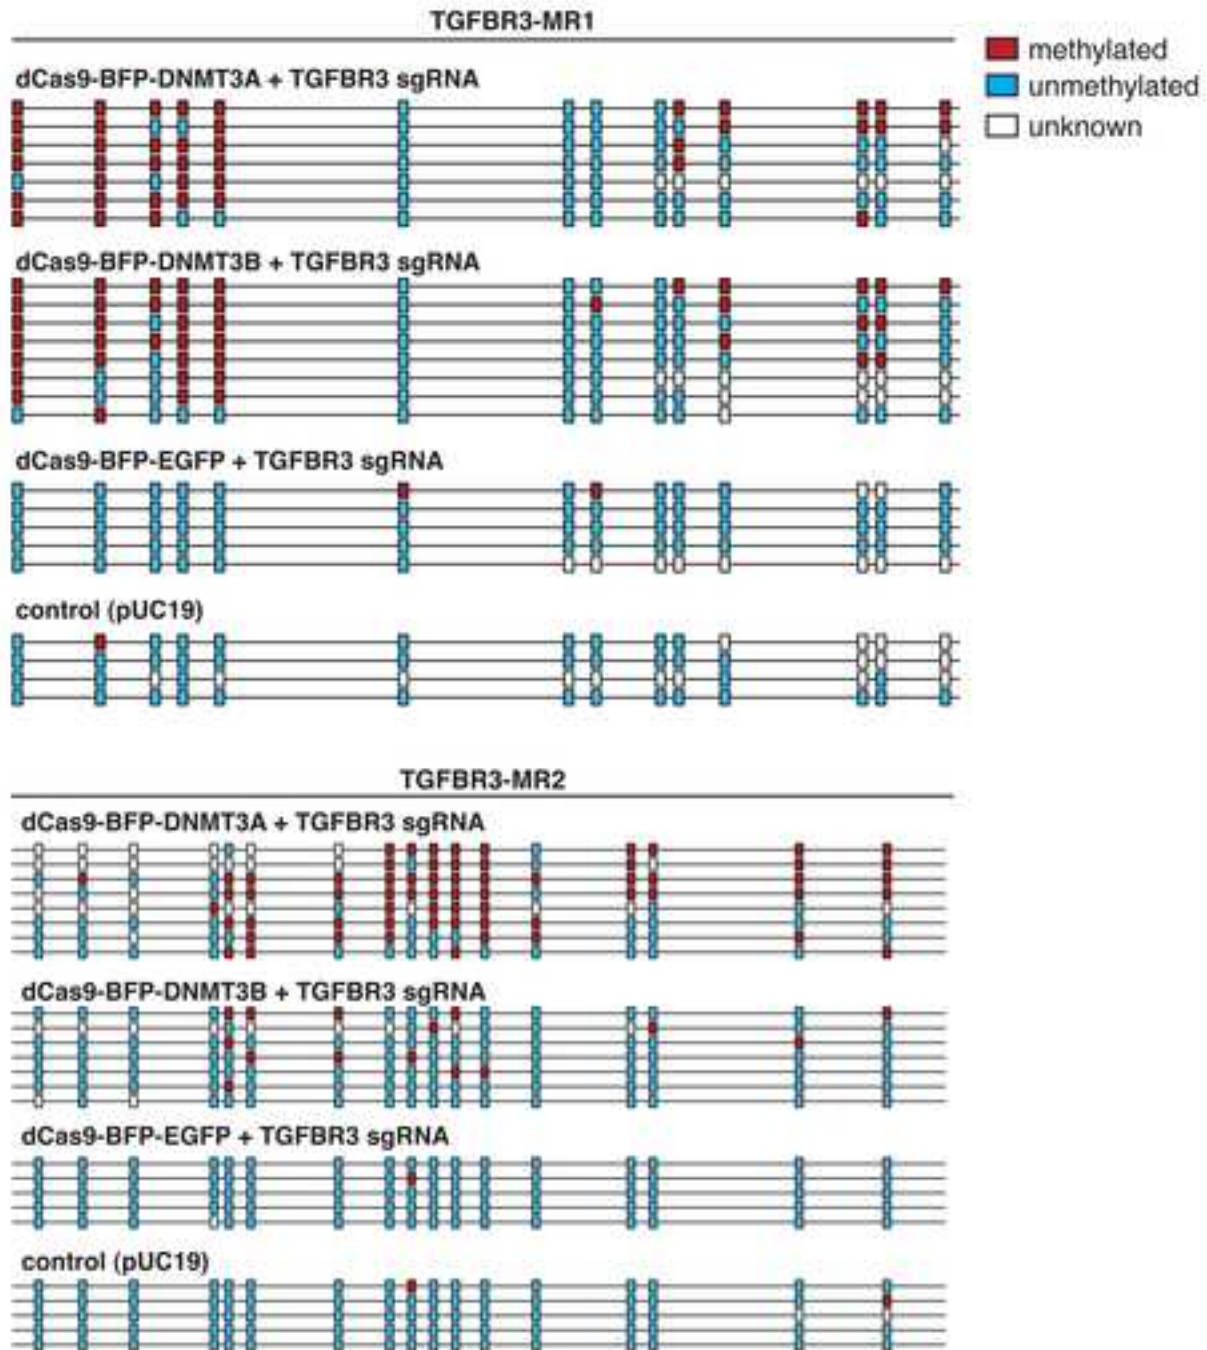 TGFBR3-MR1
methylated
unmethylated
unknown
dCas9-BFP-DNMT3A + TGFBR3 sgRNA
dCas9-BFP-DNMT3B + TGFBR3 sgRNA
dCas9-BFP-EGFP + TGFBR3 sgRNA
control (pUC19)
TGFBR3-MR2
dCas9-BFP-DNMT3A + TGFBR3 sgRNA
dCas9-BFP-DNMT3B + TGFBR3 sgRNA
dCas9-BFP-EGFP + TGFBR3 sgRNA
control (pUC19)